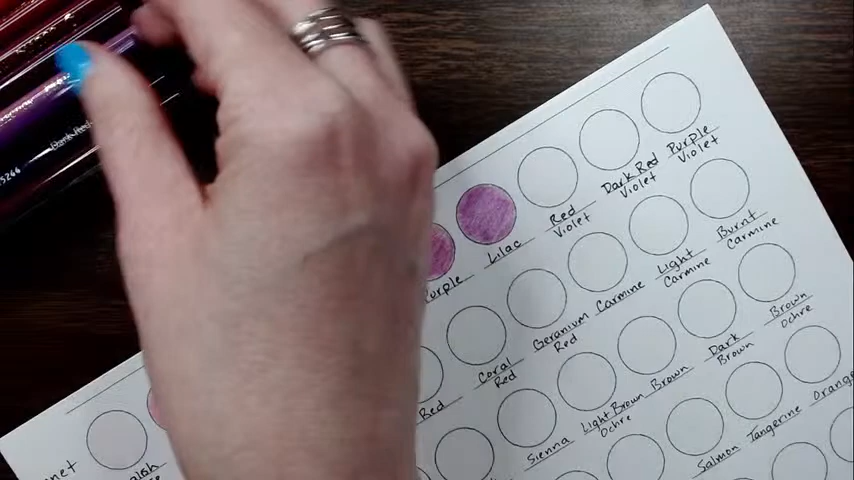 Purple
Lilac
Red
Violet
Dark Red
Violet
Purple
Violet
Red
Coral
Red
Geranium
Red
Carmine
Light
Carmine
Burnt
Carmine
Sienna
Light Brown
Ochre
Brown
Dark
Brown
Brown
Ochre
Salmon
Tangerine
Orange